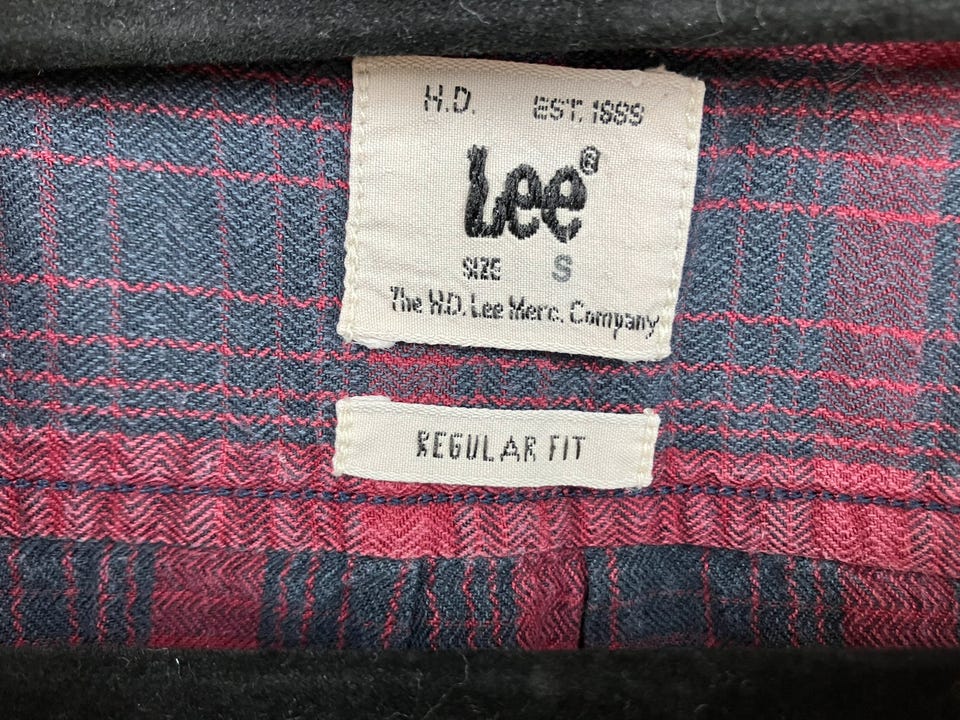 H.D. EST. 1889
Lee®
SIZE S
The H.D. Lee Merc. Company
REGULAR FIT